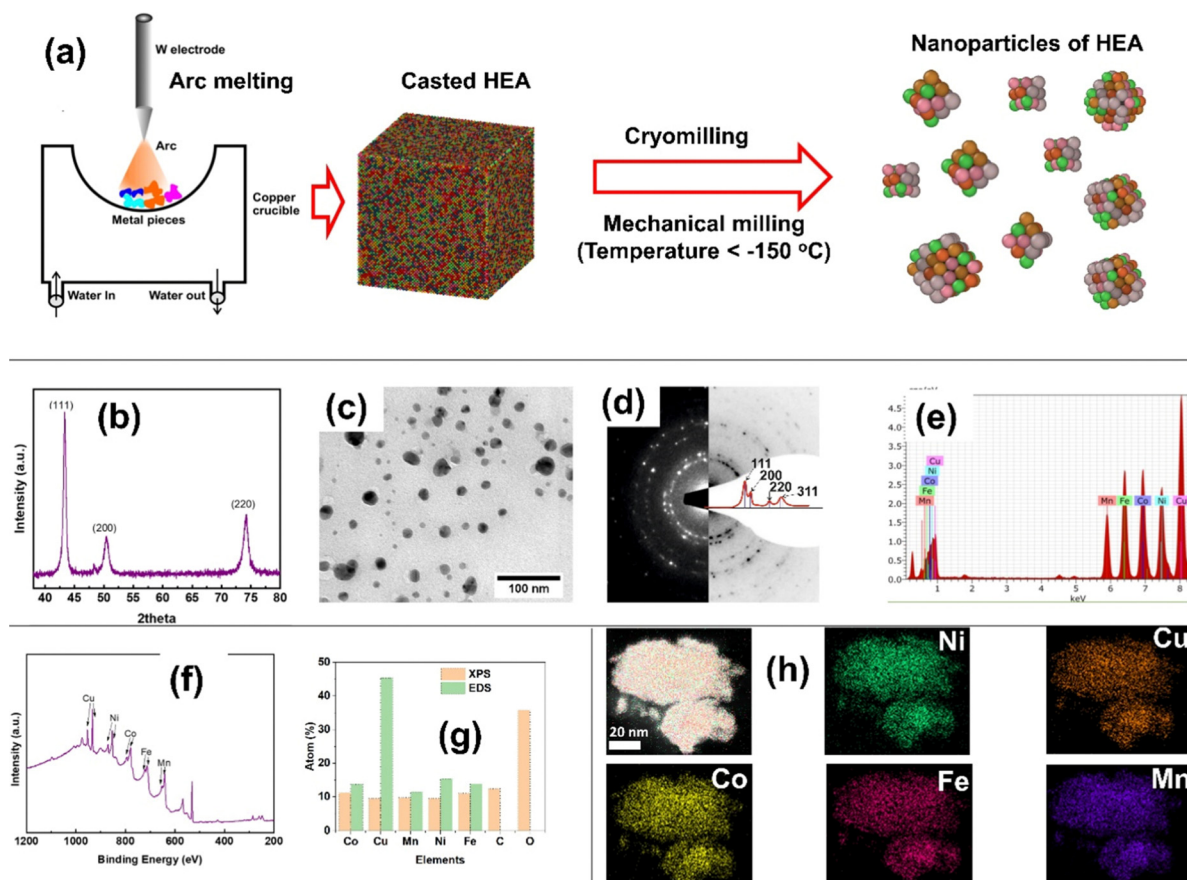 (a)
W electrode
Arc melting
Arc
Metal pieces
Copper
crucible
Water In
Water out
Casted HEA
Cryomilling
Mechanical milling
(Temperature < -150 °C)
Nanoparticles of HEA
(b)
(111)
(200)
(220)
Intensity (a.u.)
40 45 50 55 60 65 70 75 80
2theta
(c)
100 nm
(d)
111
200
220
311
(e)
4.5
4.0
3.5
3.0
2.5
2.0
1.5
1.0
0.5
0.0
Cu
Ni
Co
Fe
Mn
Mn Fe Co Ni Cu
1 2 3 4 5 6 7 8
keV
(f)
Cu
Ni
Co
Fe
Mn
Intensity (a.u.)
1200 1000 800 600 400 200
Binding Energy (eV)
(g)
XPS
EDS
Atom (%)
50
40
30
20
10
0
Co Cu Mn Ni Fe C O
Elements
(h)
20 nm
Ni
Cu
Co
Fe
Mn